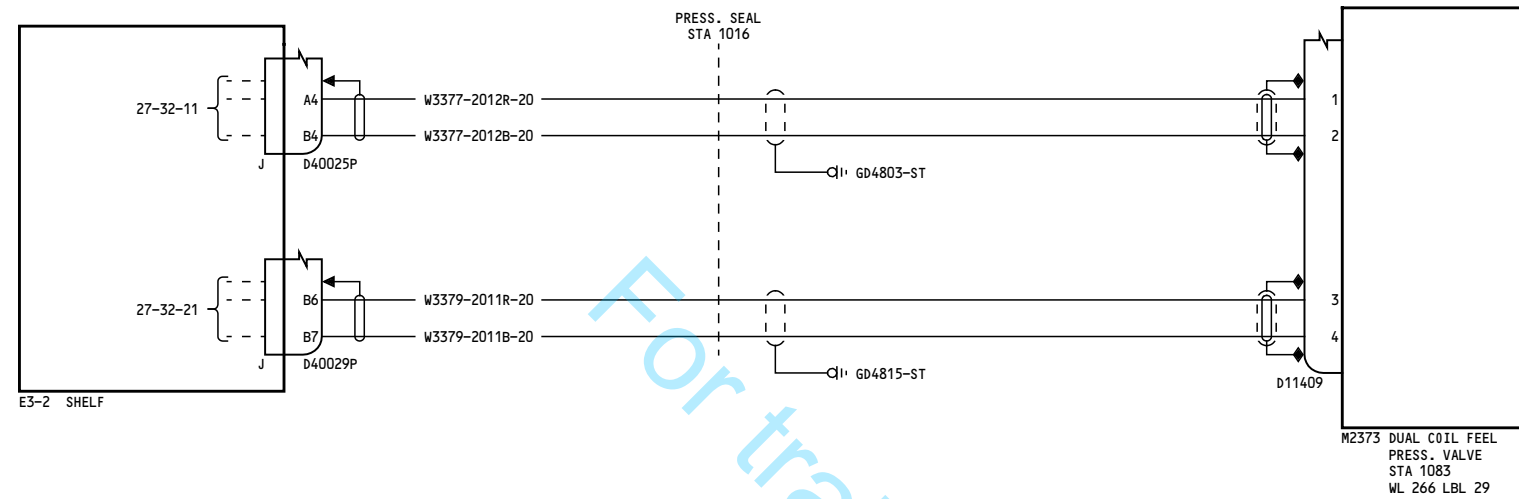 PRESS. SEAL
STA 1016
27-32-11
A4
W3377-2012R-20
1
B4
W3377-2012B-20
2
J
D40025P
GD4803-ST
27-32-21
B6
W3379-2011R-20
3
B7
W3379-2011B-20
4
J
D40029P
GD4815-ST
D11409
E3-2 SHELF
M2373 DUAL COIL FEEL
PRESS. VALVE
STA 1083
WL 266 LBL 29
For